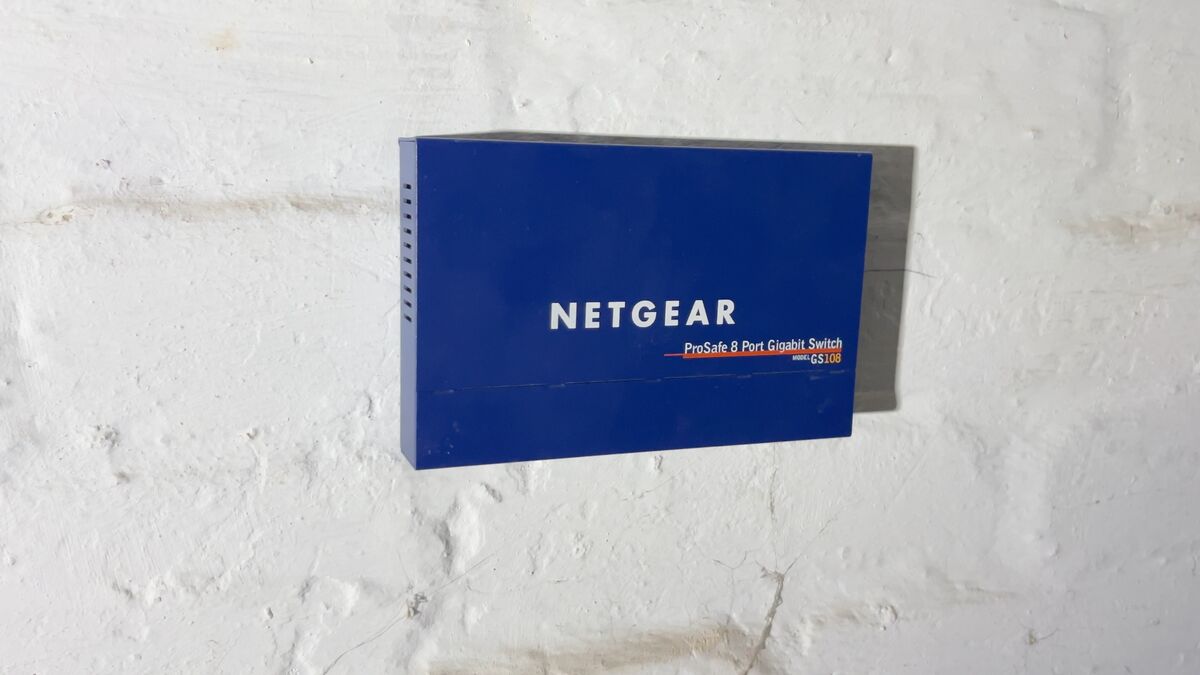 NETGEAR
ProSafe 8 Port Gigabit Switch
MODEL GS108